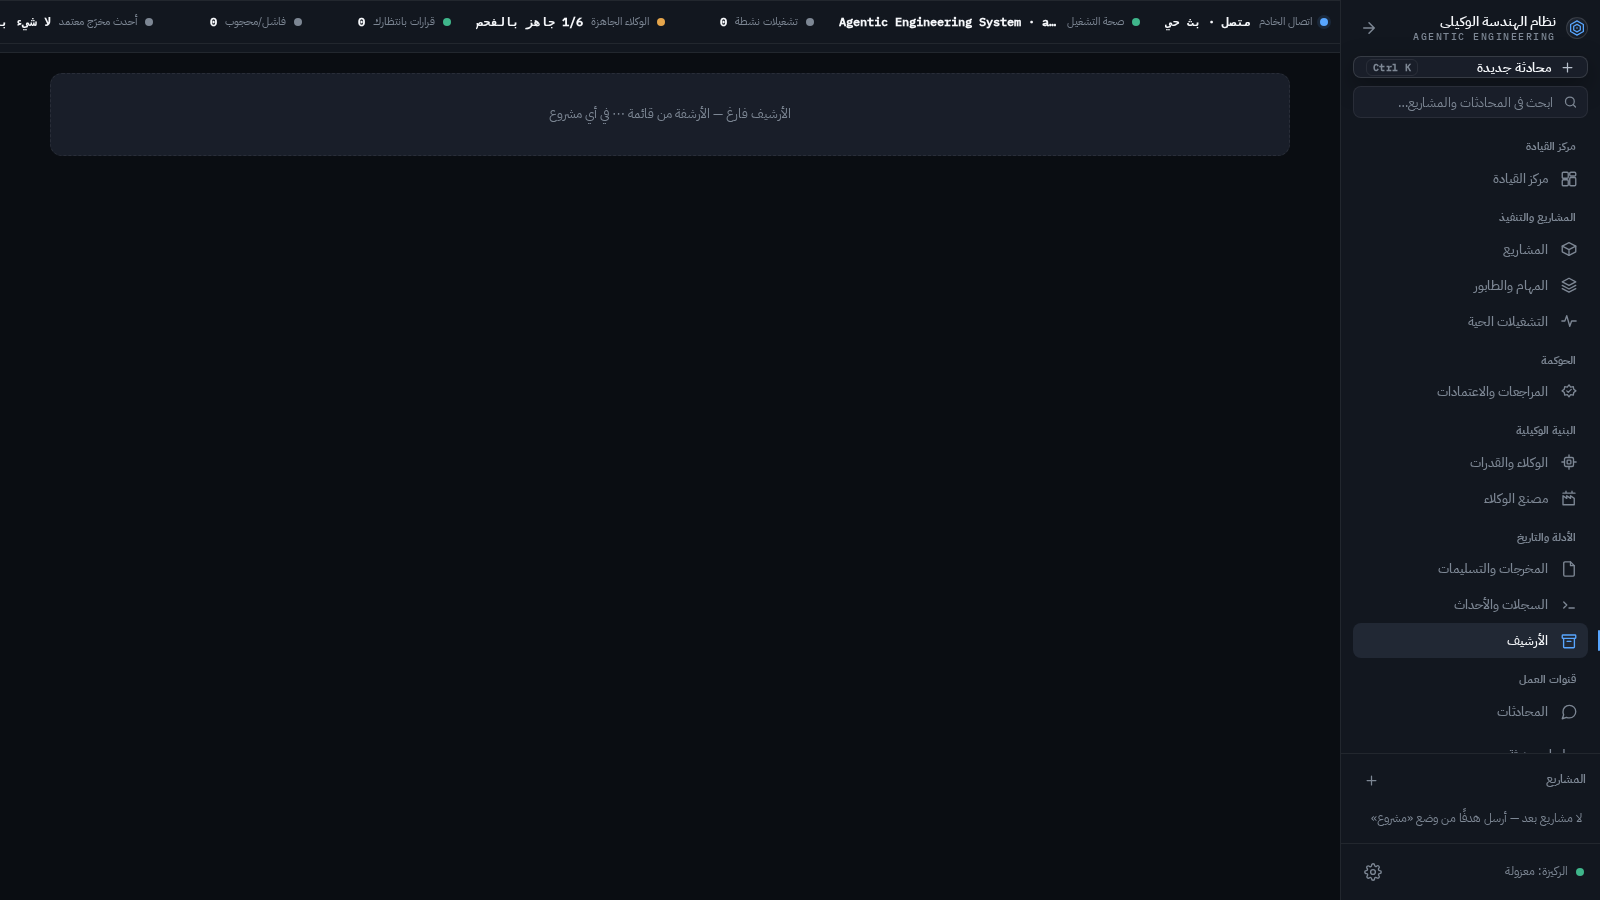 نظام الهندسة الوكيلي
AGENTIC ENGINEERING
محادثة جديدة Ctrl K
ابحث في المحادثات والمشاريع...
مركز القيادة
مركز القيادة
المشاريع والتنفيذ
المشاريع
المهام والطابور
التشغيلات الحية
الحوكمة
المراجعات والاعتمادات
البنية الوكيلية
الوكلاء والقدرات
مصنع الوكلاء
الأدلة والتاريخ
المخرجات والتسليمات
السجلات والأحداث
الأرشيف
قنوات العمل
المحادثات
المشاريع
لا مشاريع بعد — أرسل هدفًا من وضع «مشروع»
الركيزة: معزولة
اتصال الخادم متصل · بث حي
صحة التشغيل Agentic Engineering System · a…
تشغيلات نشطة 0
الوكلاء الجاهزة 1/6 جاهز بالفحص
قرارات بانتظارك 0
فاشل/محجوب 0
أحدث مخرّج معتمد لا شيء
الأرشيف فارغ — الأرشفة من قائمة ⋯ في أي مشروع